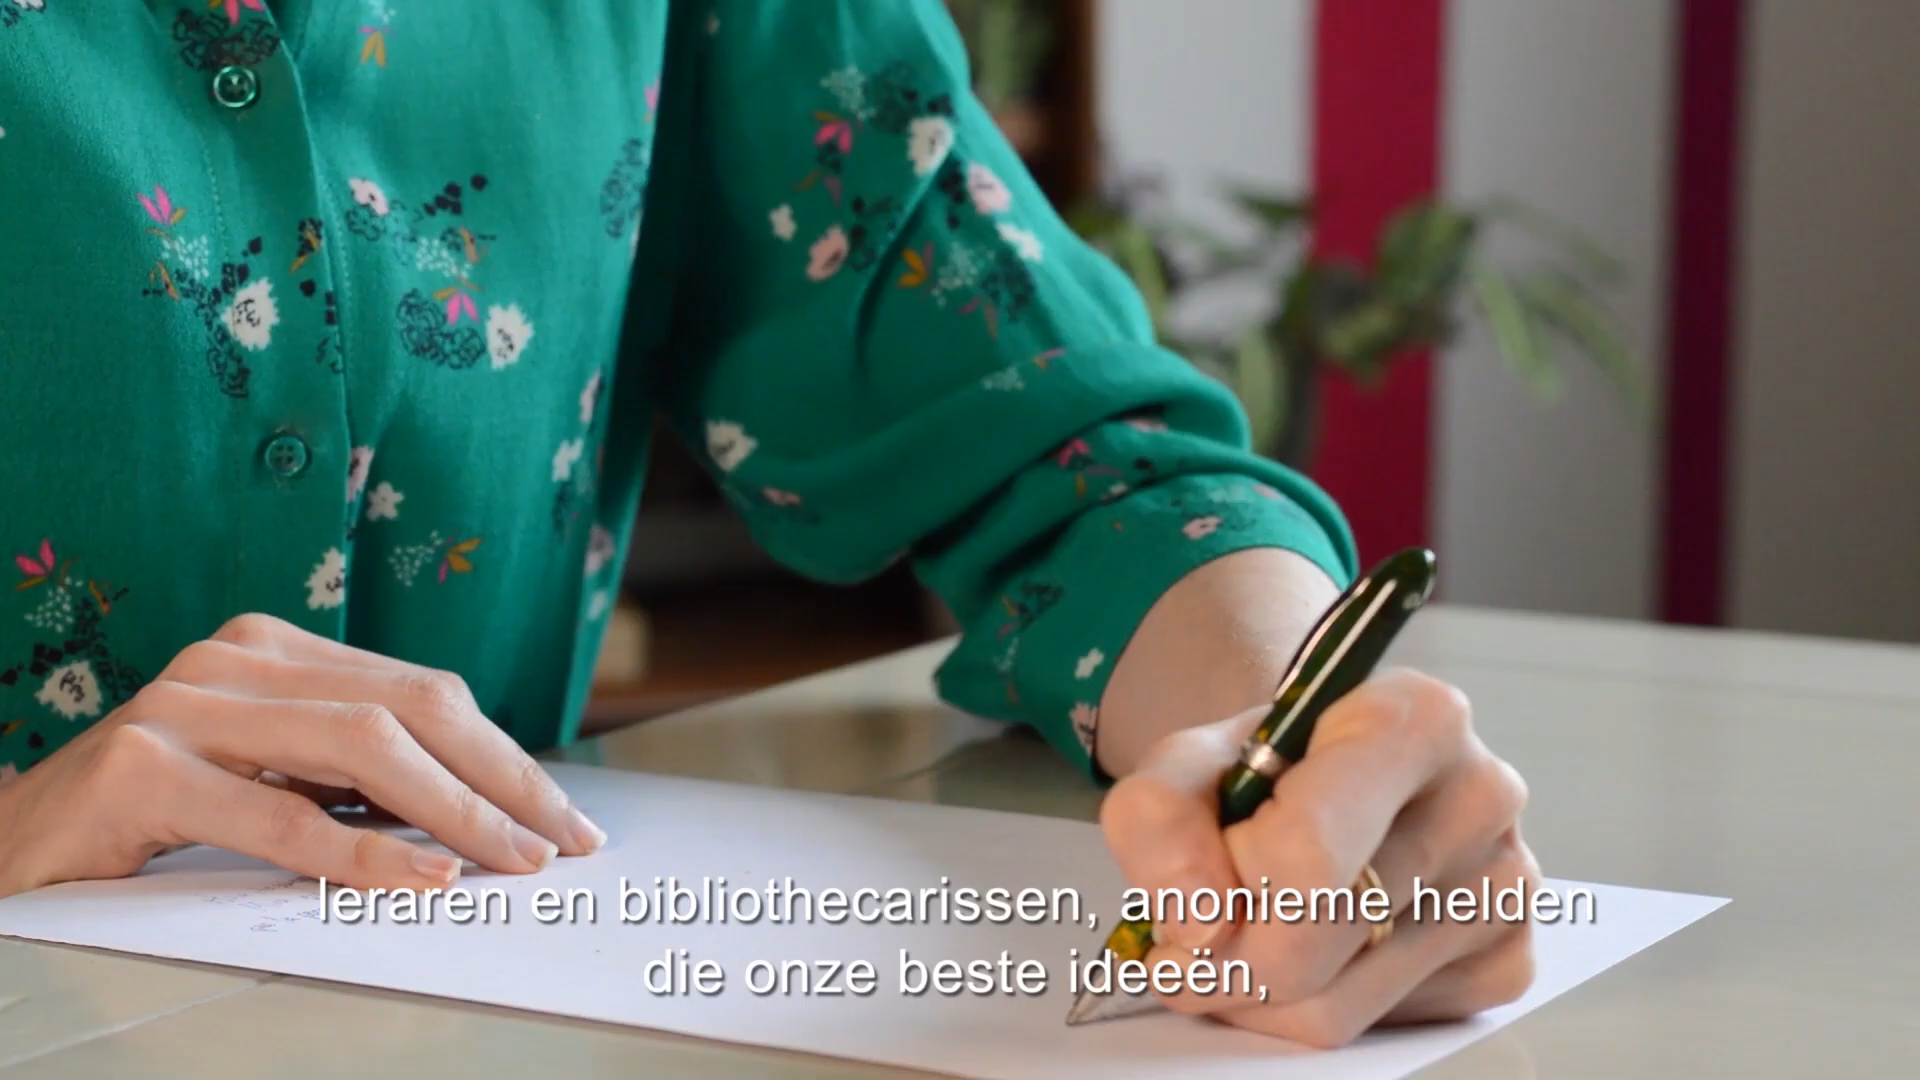 leraren en bibliothecarissen, anonieme helden
die onze beste ideeën,